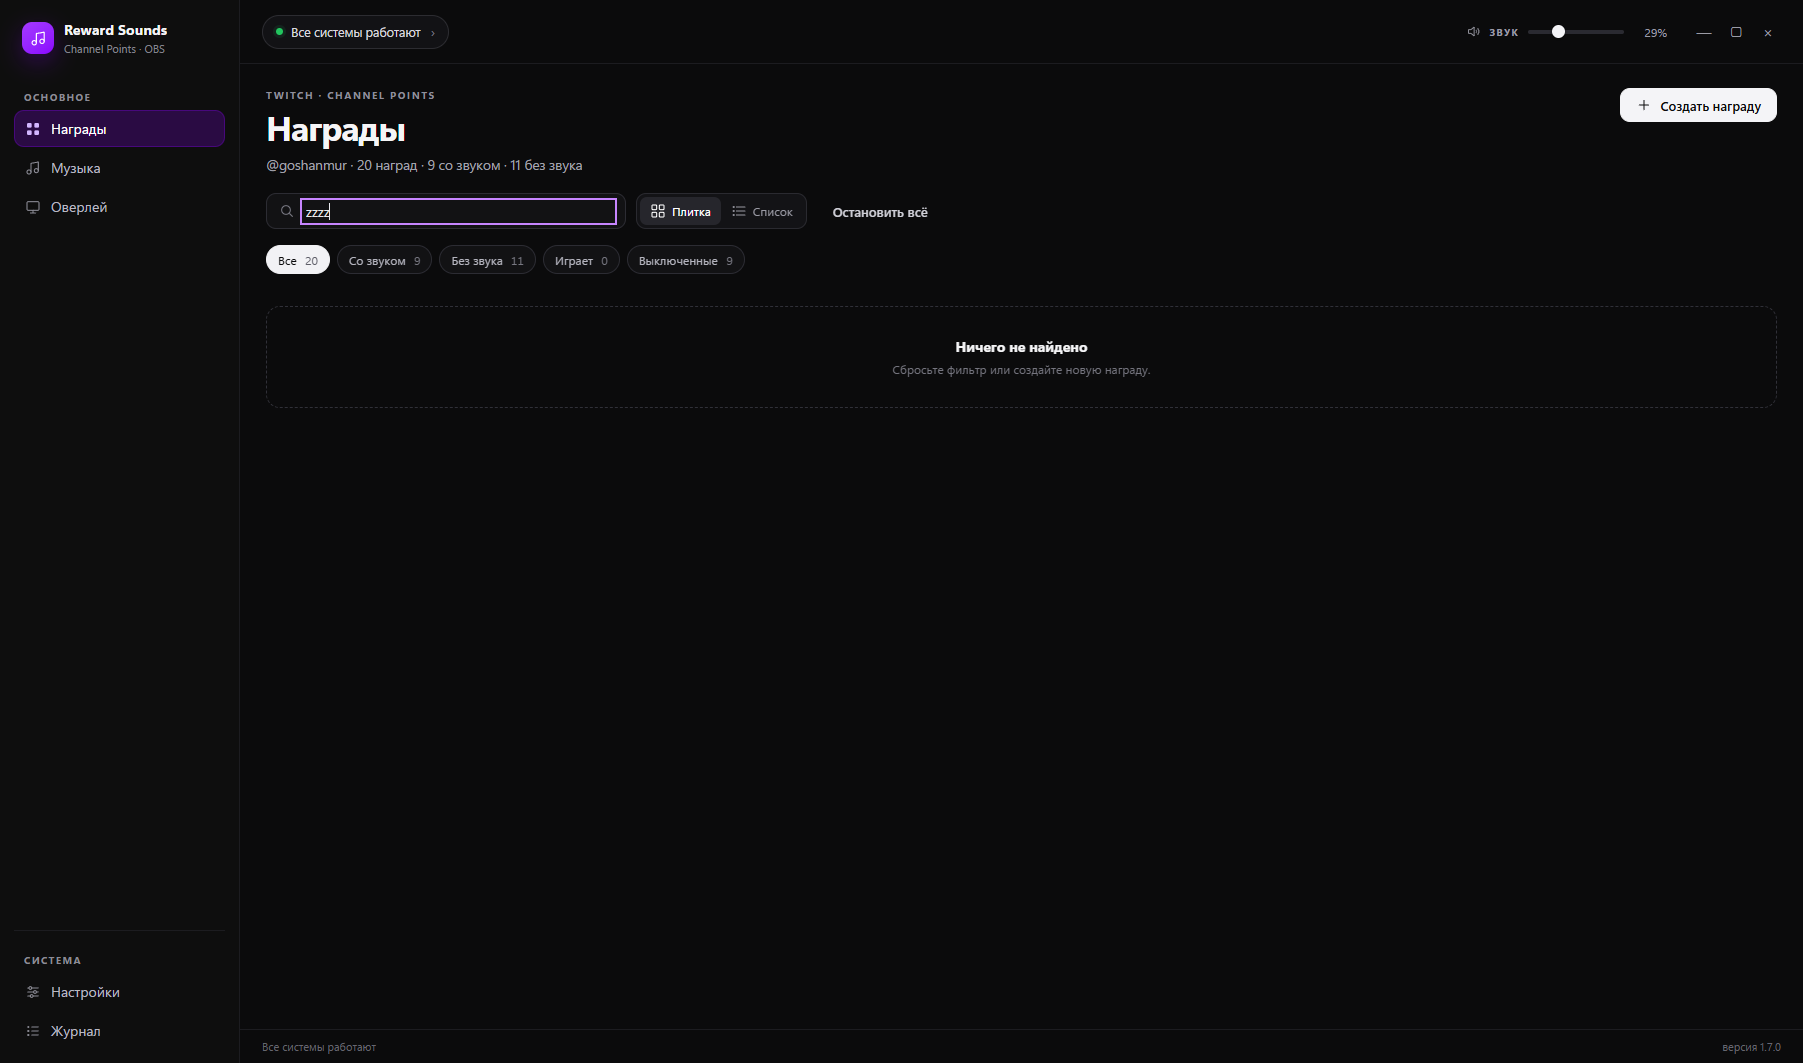 Reward Sounds
Channel Points · OBS
ОСНОВНОЕ
Награды
Музыка
Оверлей
СИСТЕМА
Настройки
Журнал
Все системы работают ›
ЗВУК 29%
TWITCH · CHANNEL POINTS
Награды
@goshanmur · 20 наград · 9 со звуком · 11 без звука
Создать награду
zzzz
Плитка Список Остановить всё
Все 20 Со звуком 9 Без звука 11 Играет 0 Выключенные 9
Ничего не найдено
Сбросьте фильтр или создайте новую награду.
Все системы работают
версия 1.7.0